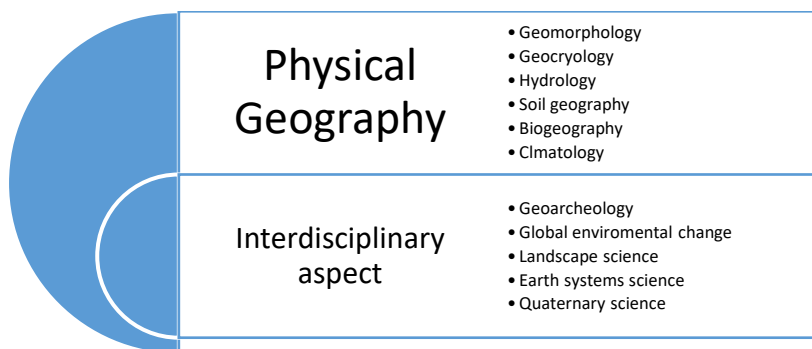 Physical
Geography
• Geomorphology
• Geocryology
• Hydrology
• Soil geography
• Biogeography
• Clmatology
Interdisciplinary
aspect
• Geoarcheology
• Global enviromental change
• Landscape science
• Earth systems science
• Quaternary science